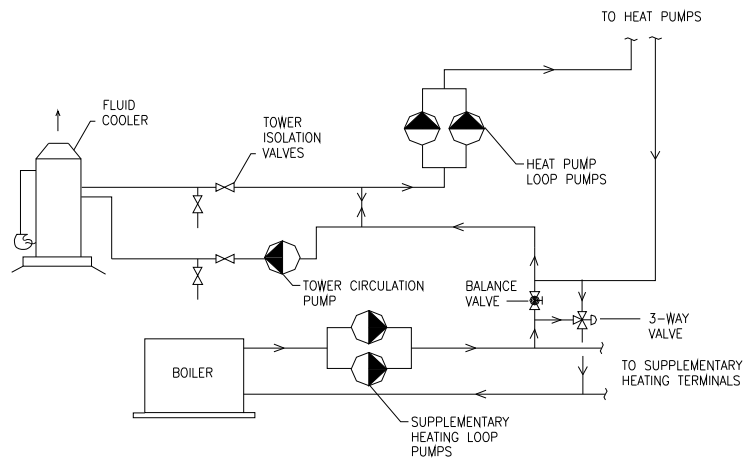 TO HEAT PUMPS
FLUID
COOLER
TOWER
ISOLATION
VALVES
HEAT PUMP
LOOP PUMPS
TOWER CIRCULATION
PUMP
BALANCE
VALVE
3-WAY
VALVE
BOILER
TO SUPPLEMENTARY
HEATING TERMINALS
SUPPLEMENTARY
HEATING LOOP
PUMPS